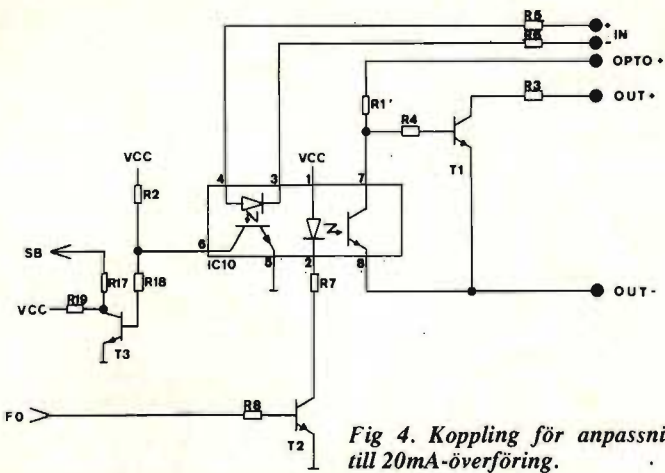 R5
+
IN
R6
-
OPTO +
R1'
R3
OUT+
R4
T1
VCC
VCC
R2
4
3
1
7
6
5
2
8
IC10
SB
R17
R18
R7
VCC
R19
T3
OUT-
FO
R8
T2
Fig 4. Koppling för anpassni
till 20mA-överföring.